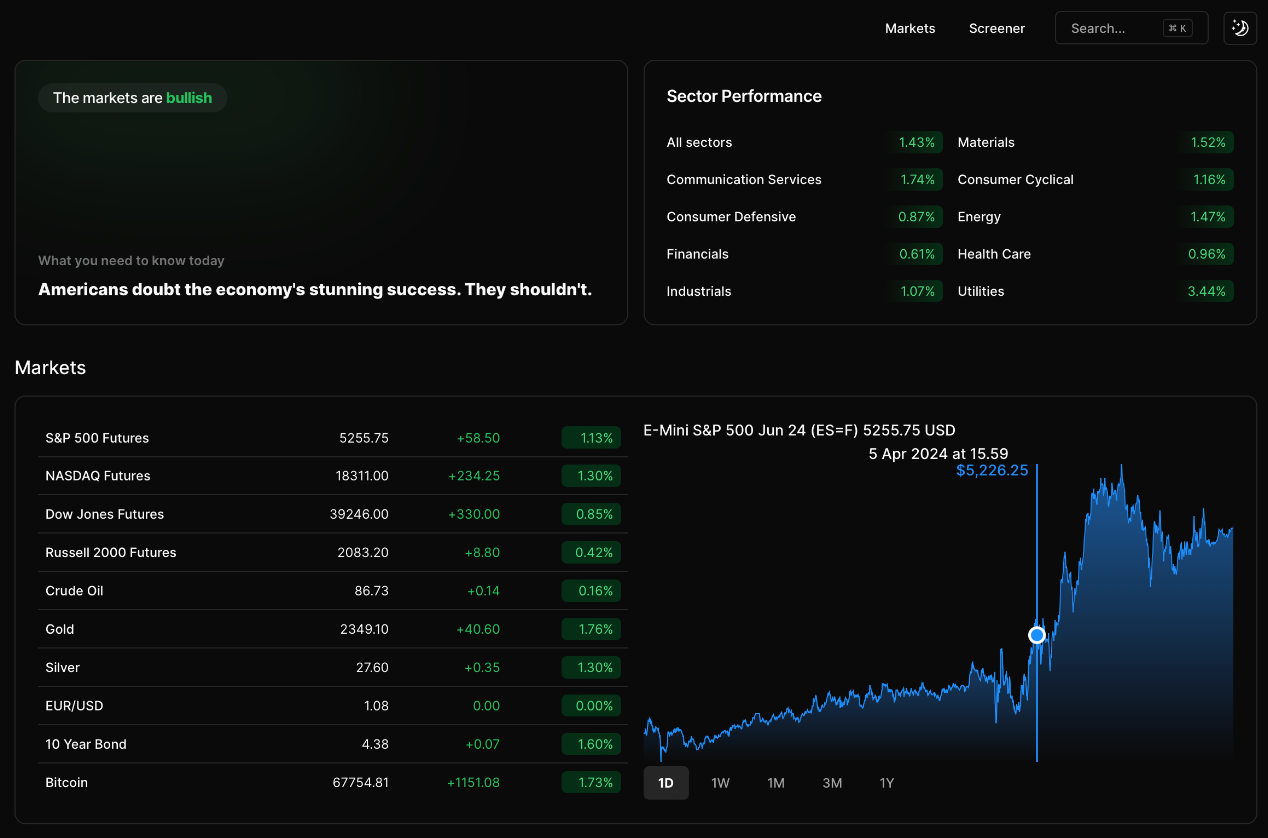 Markets Screener Search... ⌘ K
The markets are bullish
What you need to know today
Americans doubt the economy's stunning success. They shouldn't.
Sector Performance
All sectors 1.43% Materials 1.52%
Communication Services 1.74% Consumer Cyclical 1.16%
Consumer Defensive 0.87% Energy 1.47%
Financials 0.61% Health Care 0.96%
Industrials 1.07% Utilities 3.44%
Markets
S&P 500 Futures 5255.75 +58.50 1.13%
NASDAQ Futures 18311.00 +234.25 1.30%
Dow Jones Futures 39246.00 +330.00 0.85%
Russell 2000 Futures 2083.20 +8.80 0.42%
Crude Oil 86.73 +0.14 0.16%
Gold 2349.10 +40.60 1.76%
Silver 27.60 +0.35 1.30%
EUR/USD 1.08 0.00 0.00%
10 Year Bond 4.38 +0.07 1.60%
Bitcoin 67754.81 +1151.08 1.73%
E-Mini S&P 500 Jun 24 (ES=F) 5255.75 USD
5 Apr 2024 at 15.59
$5,226.25
1D 1W 1M 3M 1Y